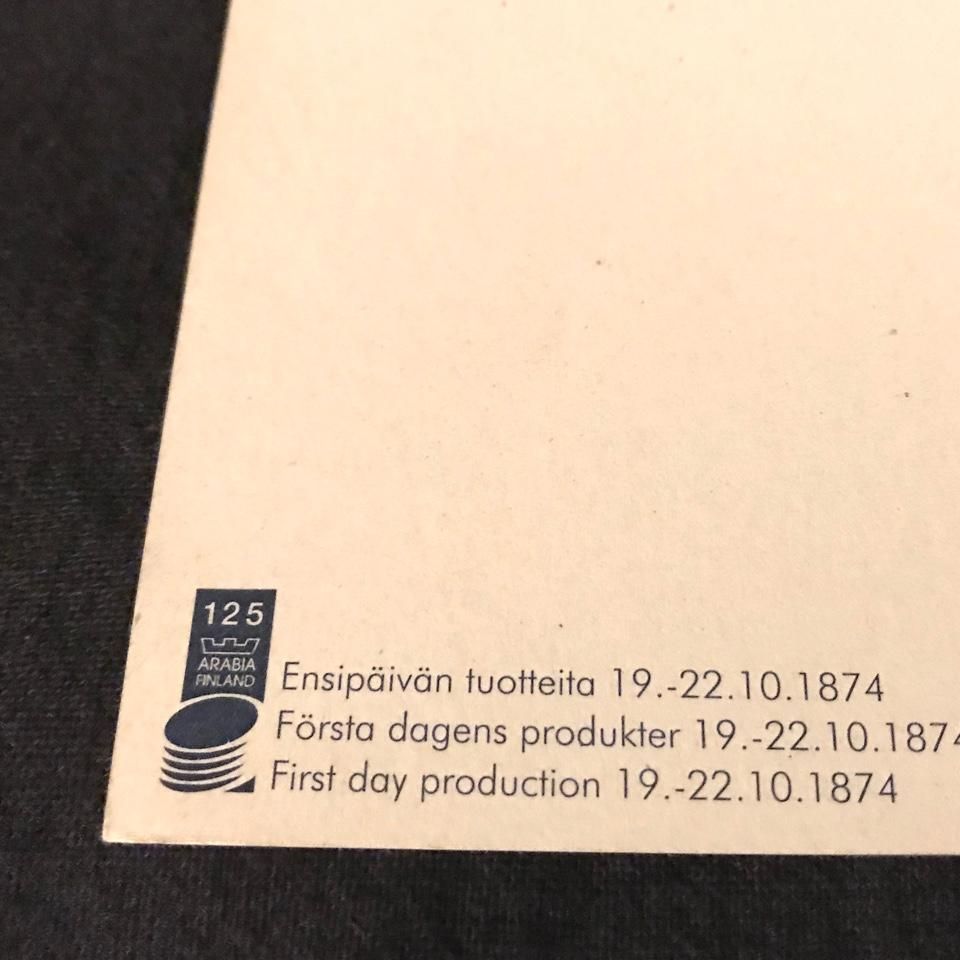 125
ARABIA
FINLAND
Ensipäivän tuotteita 19.-22.10.1874
Första dagens produkter 19.-22.10.1874
First day production 19.-22.10.1874